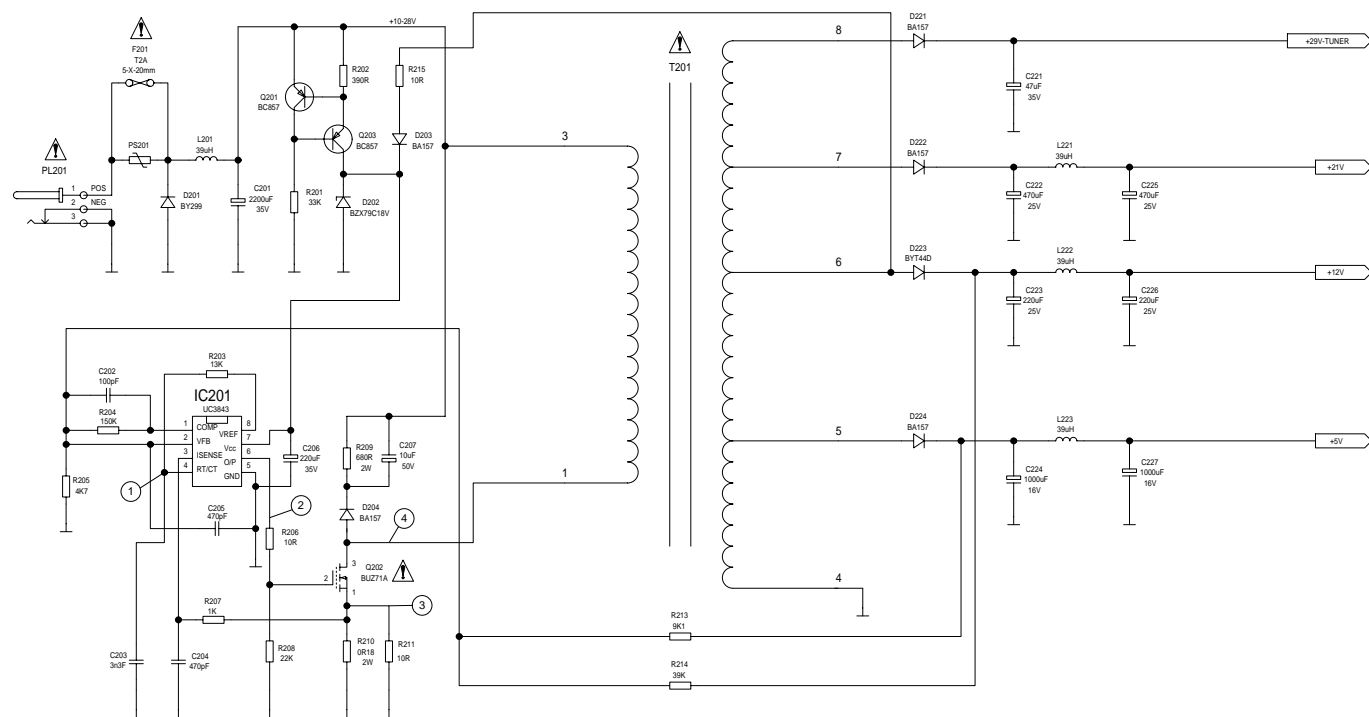 F201
T2A
5-X-20mm
PL201
1 POS
2 NEG
3
PS201
L201
39uH
D201
BY299
C201
2200uF
35V
+10-28V
Q201
BC857
R202
390R
R215
10R
Q203
BC857
D203
BA157
R201
33K
D202
BZX79C18V
T201
3
1
8
7
6
5
4
D221
BA157
+29V-TUNER
C221
47uF
35V
D222
BA157
L221
39uH
+21V
C222
470uF
25V
C225
470uF
25V
D223
BYT44D
L222
39uH
+12V
C223
220uF
25V
C226
220uF
25V
D224
BA157
L223
39uH
+5V
C224
1000uF
16V
C227
1000uF
16V
R203
13K
C202
100pF
R204
150K
IC201
UC3843
1 COMP
2 VFB
3 ISENSE
4 RT/CT
VREF 8
Vcc 7
O/P 6
GND 5
R205
4K7
1
C205
470pF
2
R206
10R
C206
220uF
35V
R209
680R
2W
C207
10uF
50V
D204
BA157
4
3
2
1
Q202
BUZ71A
3
R207
1K
C203
3n3F
C204
470pF
R208
22K
R210
0R18
2W
R211
10R
R213
9K1
R214
39K